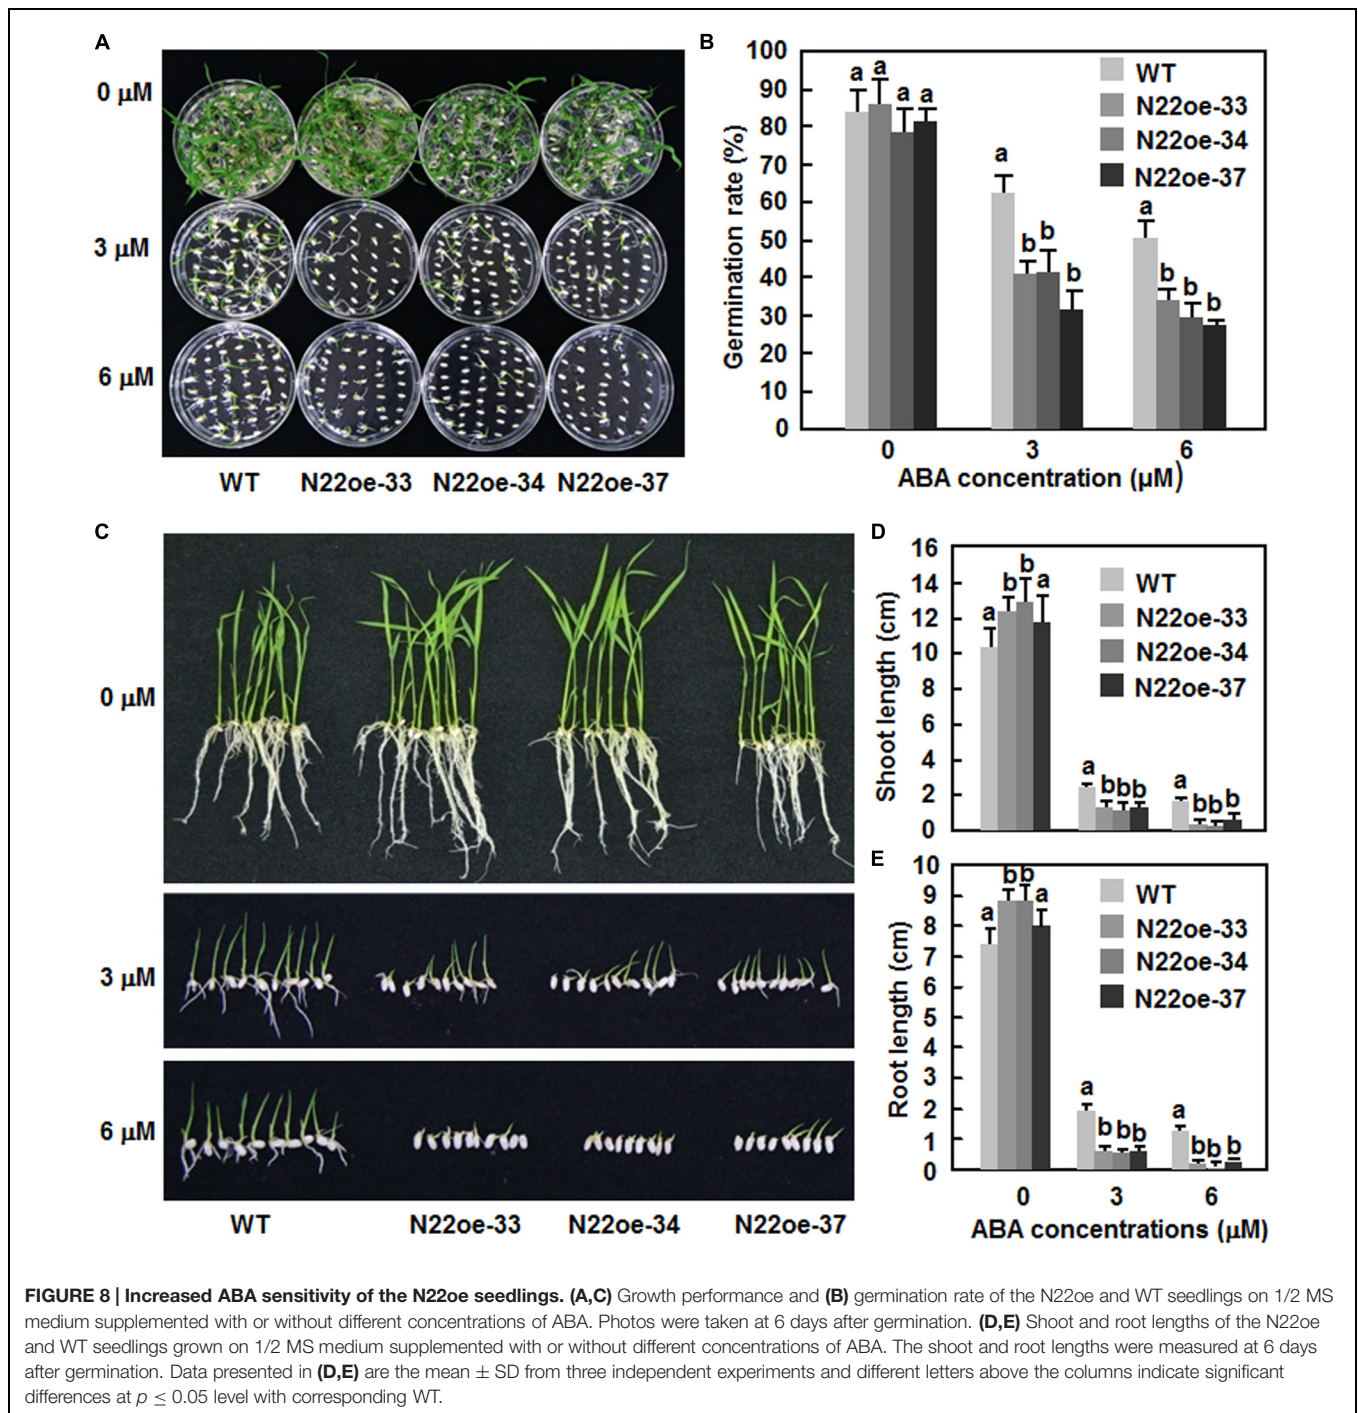 A
0 μM
3 μM
6 μM
WT N22oe-33 N22oe-34 N22oe-37
B
Germination rate (%)
100
90
80
70
60
50
40
30
20
10
0
a a a a
a b b b
a b b b
WT
N22oe-33
N22oe-34
N22oe-37
0 3 6
ABA concentration (μM)
C
0 μM
3 μM
6 μM
WT N22oe-33 N22oe-34 N22oe-37
D
Shoot length (cm)
16
14
12
10
8
6
4
2
0
a b b a
a b b b
a b b b
WT
N22oe-33
N22oe-34
N22oe-37
E
Root length (cm)
10
9
8
7
6
5
4
3
2
1
0
a b b a
a b b b
a b b b
WT
N22oe-33
N22oe-34
N22oe-37
0 3 6
ABA concentrations (μM)
FIGURE 8 | Increased ABA sensitivity of the N22oe seedlings. (A,C) Growth performance and (B) germination rate of the N22oe and WT seedlings on 1/2 MS
medium supplemented with or without different concentrations of ABA. Photos were taken at 6 days after germination. (D,E) Shoot and root lengths of the N22oe
and WT seedlings grown on 1/2 MS medium supplemented with or without different concentrations of ABA. The shoot and root lengths were measured at 6 days
after germination. Data presented in (D,E) are the mean ± SD from three independent experiments and different letters above the columns indicate significant
differences at p ≤ 0.05 level with corresponding WT.